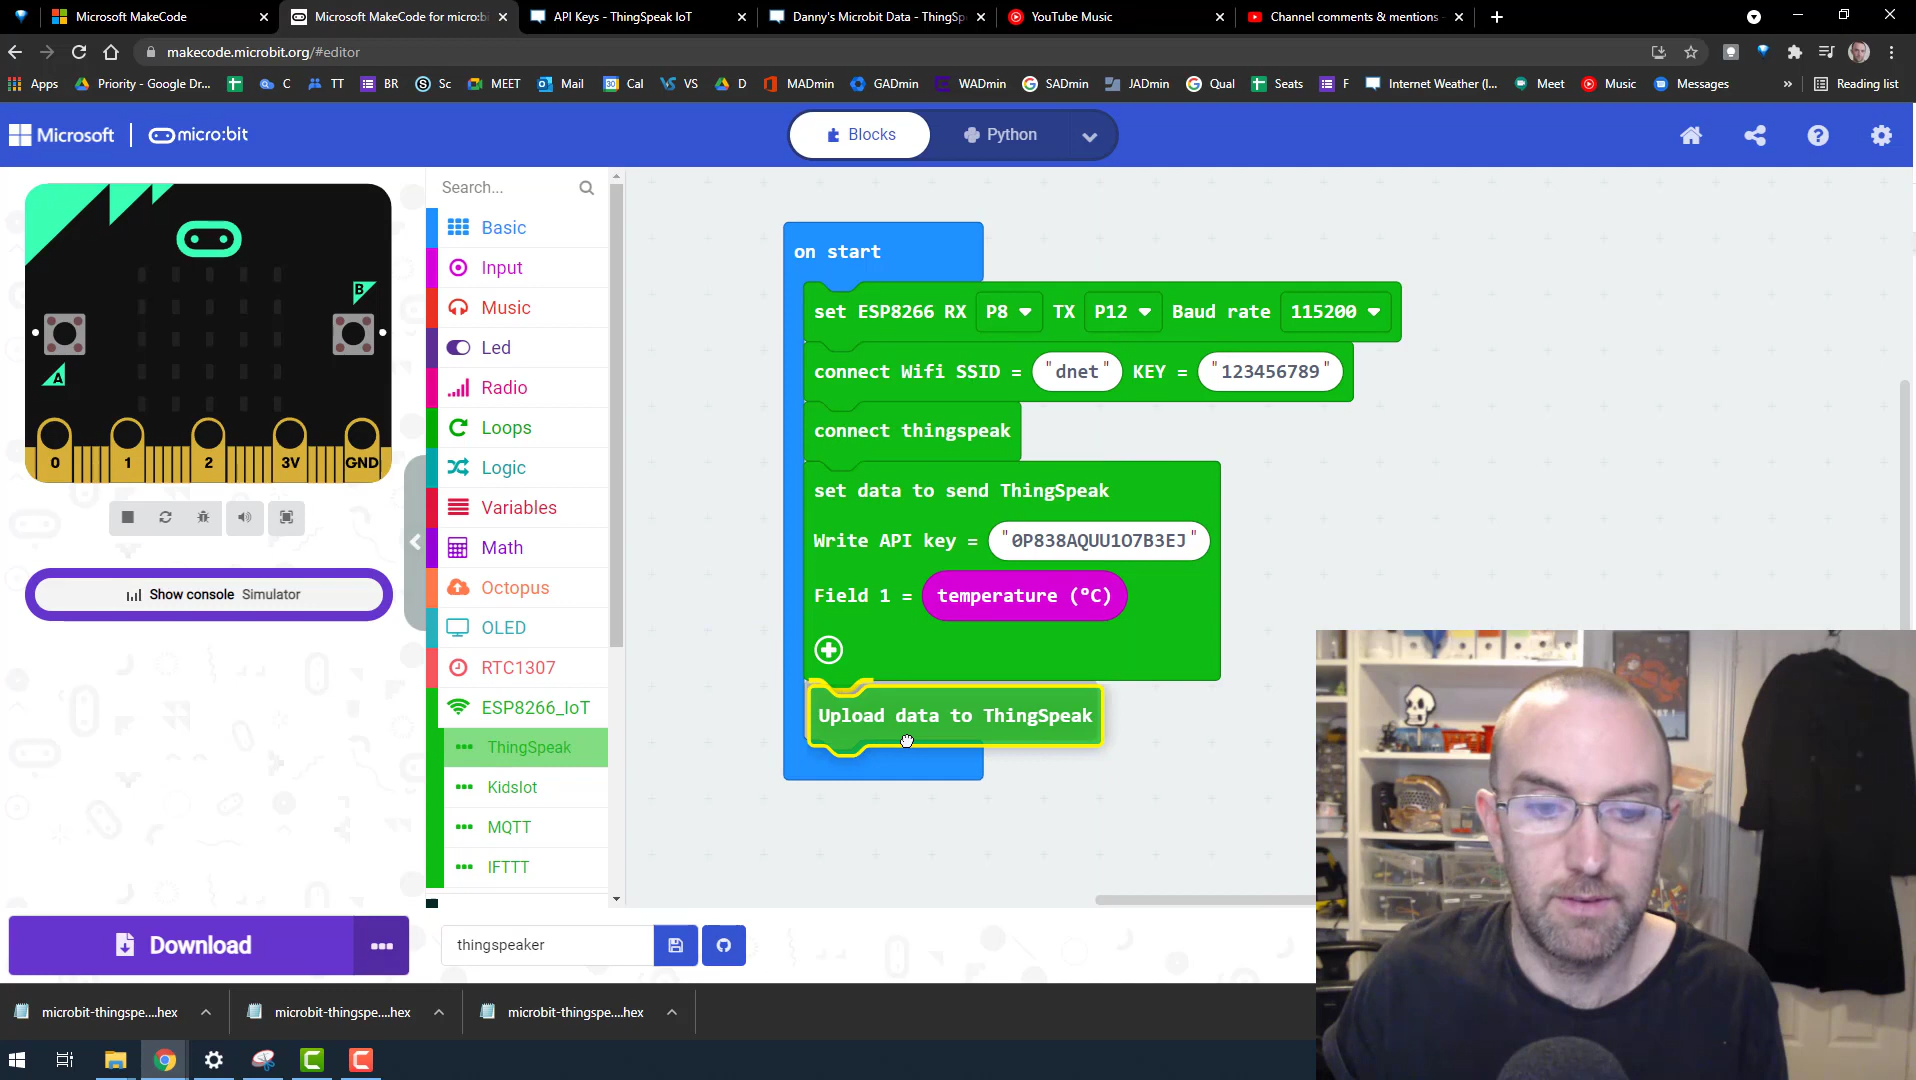 Microsoft MakeCode
Microsoft MakeCode for micro:bi
API Keys - ThingSpeak IoT
Danny's Microbit Data - ThingSp
YouTube Music
Channel comments & mentions -
makecode.microbit.org/#editor
Apps
Priority - Google Dr...
C
TT
BR
Sc
MEET
Mail
Cal
VS
D
MADmin
GAdmin
WADmin
SADmin
JADmin
Qual
Seats
F
Internet Weather (I...
Meet
Music
Messages
»
Reading list
Microsoft
micro:bit
Blocks
Python
Search...
Basic
Input
Music
Led
Radio
Loops
Logic
Variables
Math
Octopus
OLED
RTC1307
ESP8266_IoT
ThingSpeak
Kidslot
MQTT
IFTTT
A
B
0 1 2 3V GND
Show console Simulator
on start
set ESP8266 RX P8 TX P12 Baud rate 115200
connect Wifi SSID = "dnet" KEY = "123456789"
connect thingspeak
set data to send ThingSpeak
Write API key = "0P838AQUU1O7B3EJ"
Field 1 = temperature (°C)
Upload data to ThingSpeak
Download
thingspeaker
microbit-thingspe....hex
microbit-thingspe....hex
microbit-thingspe....hex